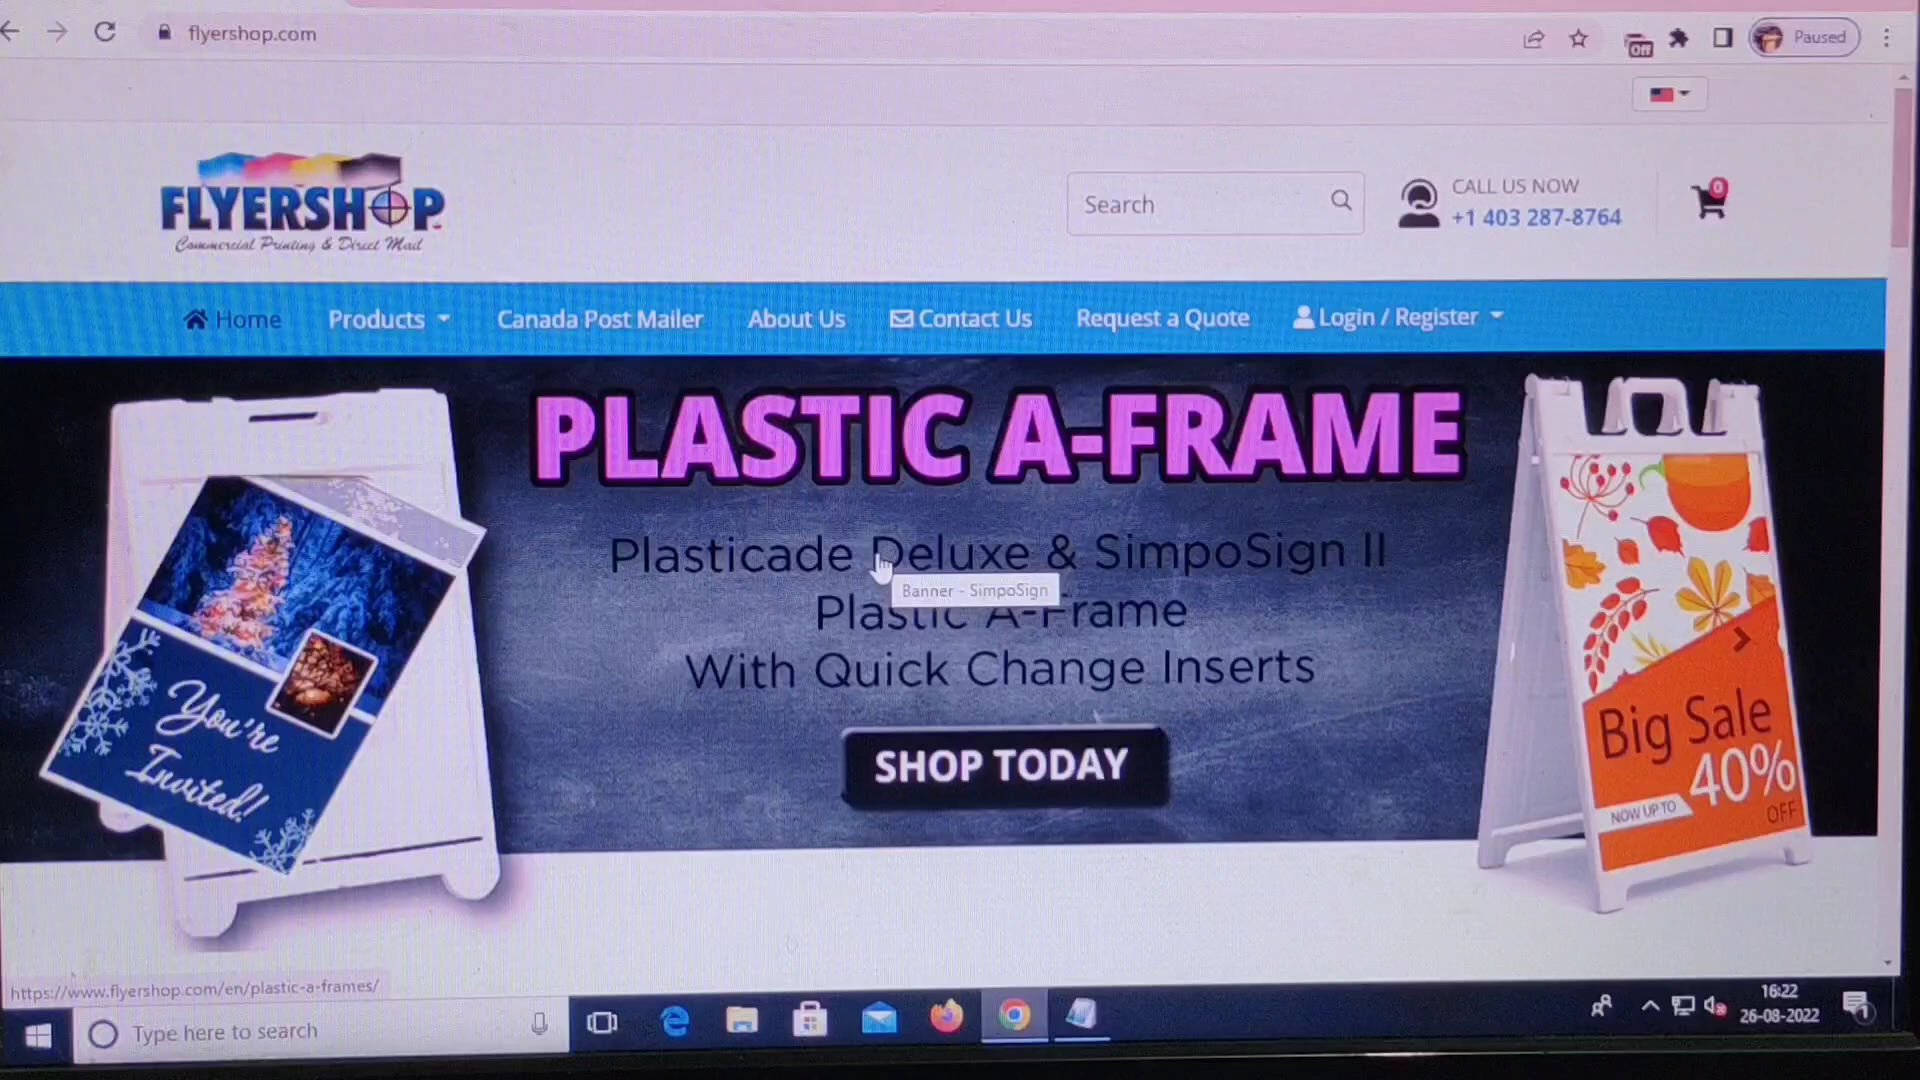 flyershop.com
Off
Paused
FLYERSHOP
Commercial Printing & Direct Mail
Search
CALL US NOW
+1 403 287-8764
0
Home
Products
Canada Post Mailer
About Us
Contact Us
Request a Quote
Login / Register
PLASTIC A-FRAME
Plasticade Deluxe & SimpoSign II
Banner - SimpoSign
Plastic A-Frame
With Quick Change Inserts
SHOP TODAY
You're
Invited!
Big Sale
NOW UP TO
40%
OFF
https://www.flyershop.com/en/plastic-a-frames/
Type here to search
16:22
26-08-2022
1